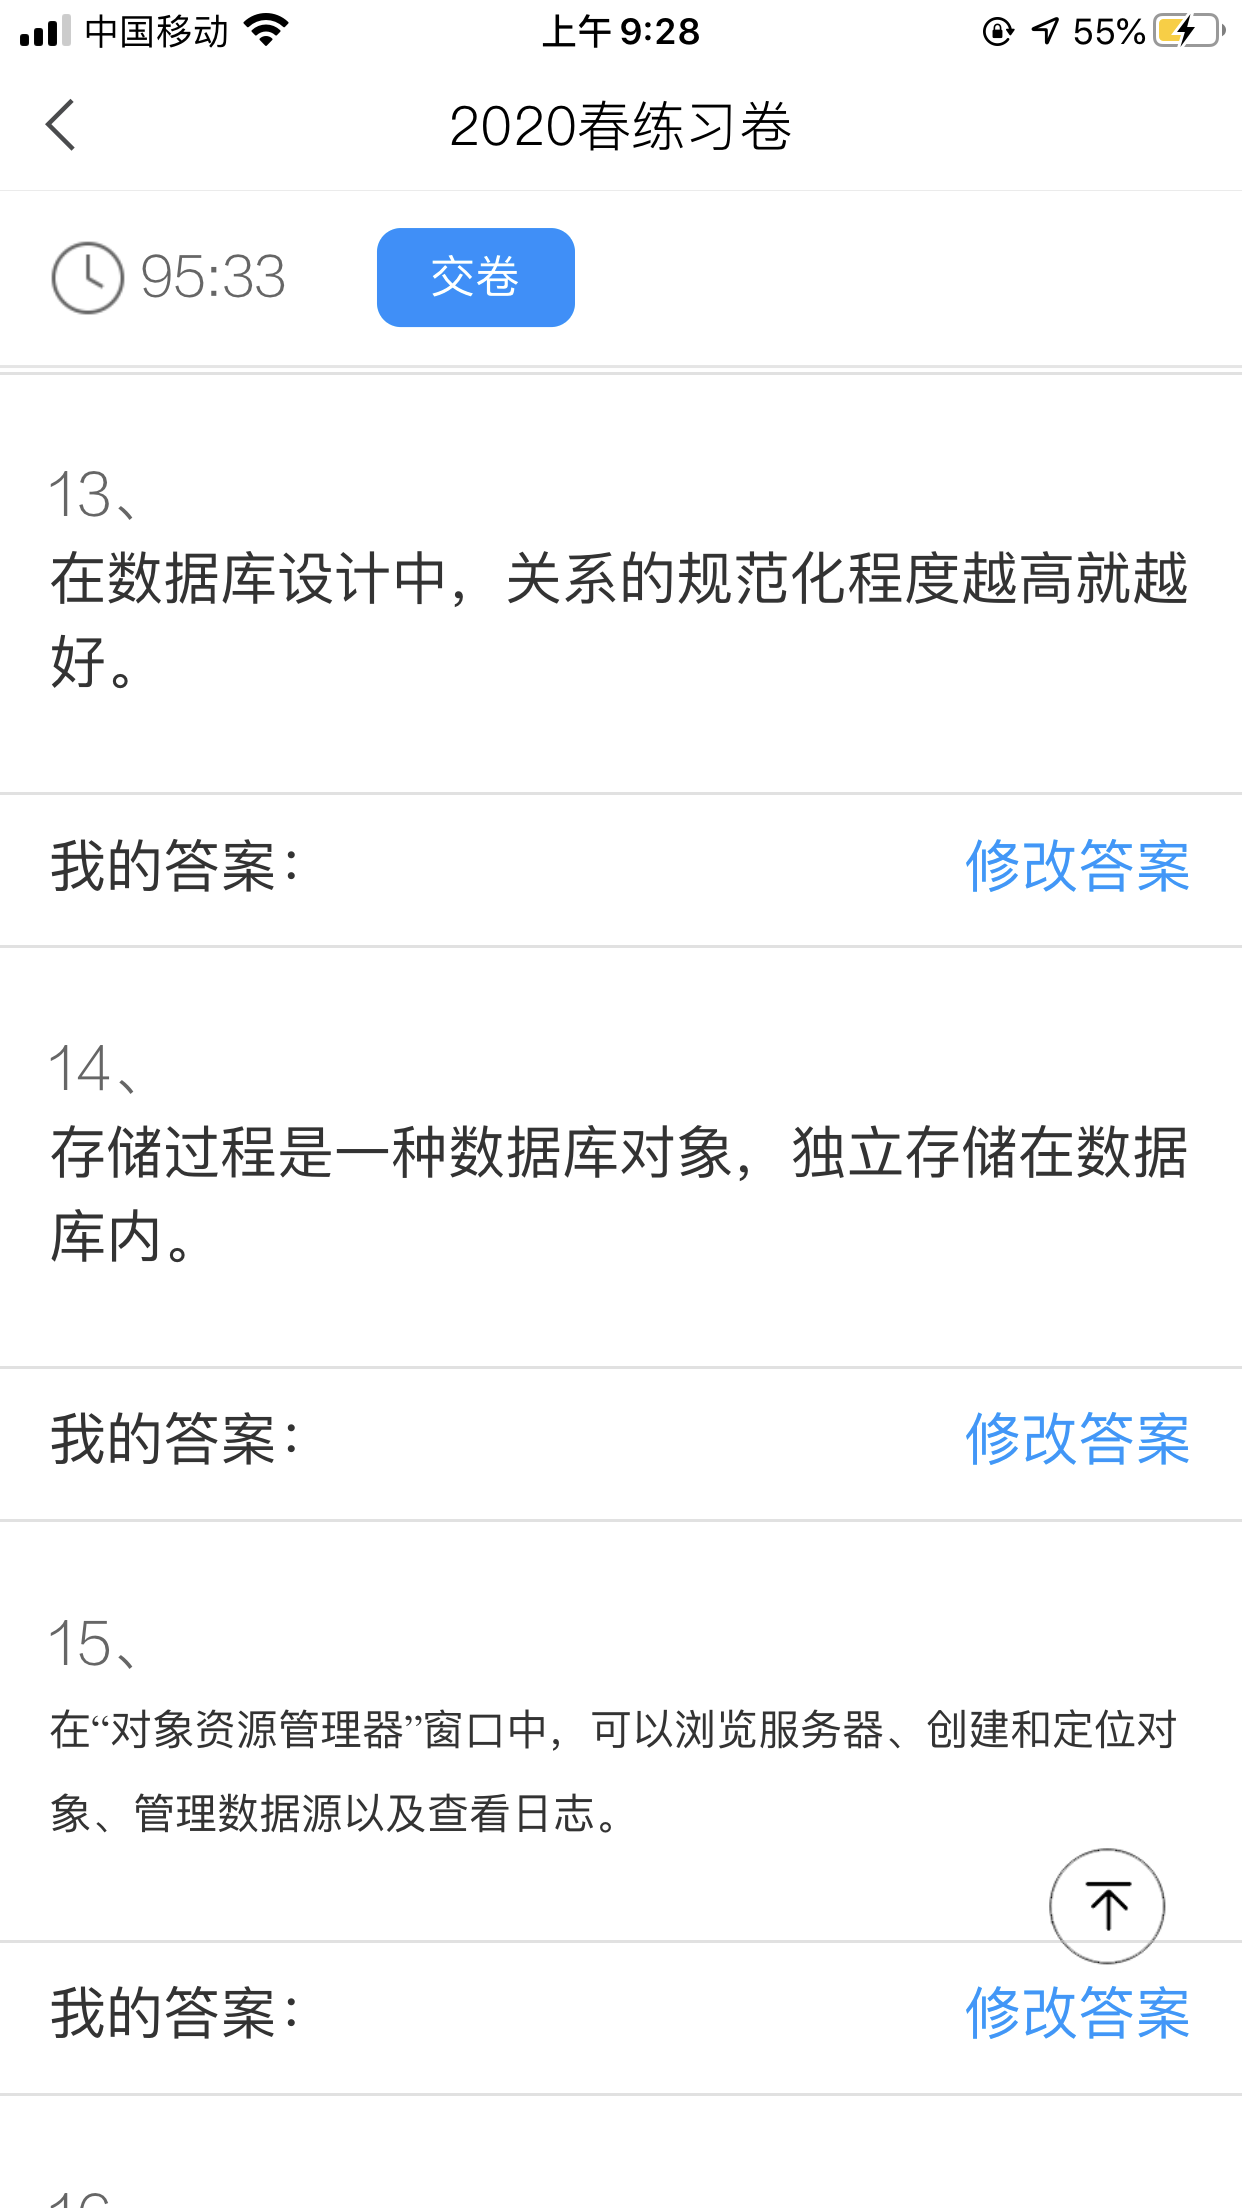 中国移动
上午 9:28
55%
2020春练习卷
95:33
交卷
13、
在数据库设计中，关系的规范化程度越高就越
好。
我的答案：
修改答案
14、
存储过程是一种数据库对象，独立存储在数据
库内。
我的答案：
修改答案
15、
在“对象资源管理器”窗口中，可以浏览服务器、创建和定位对
象、管理数据源以及查看日志。
我的答案：
修改答案